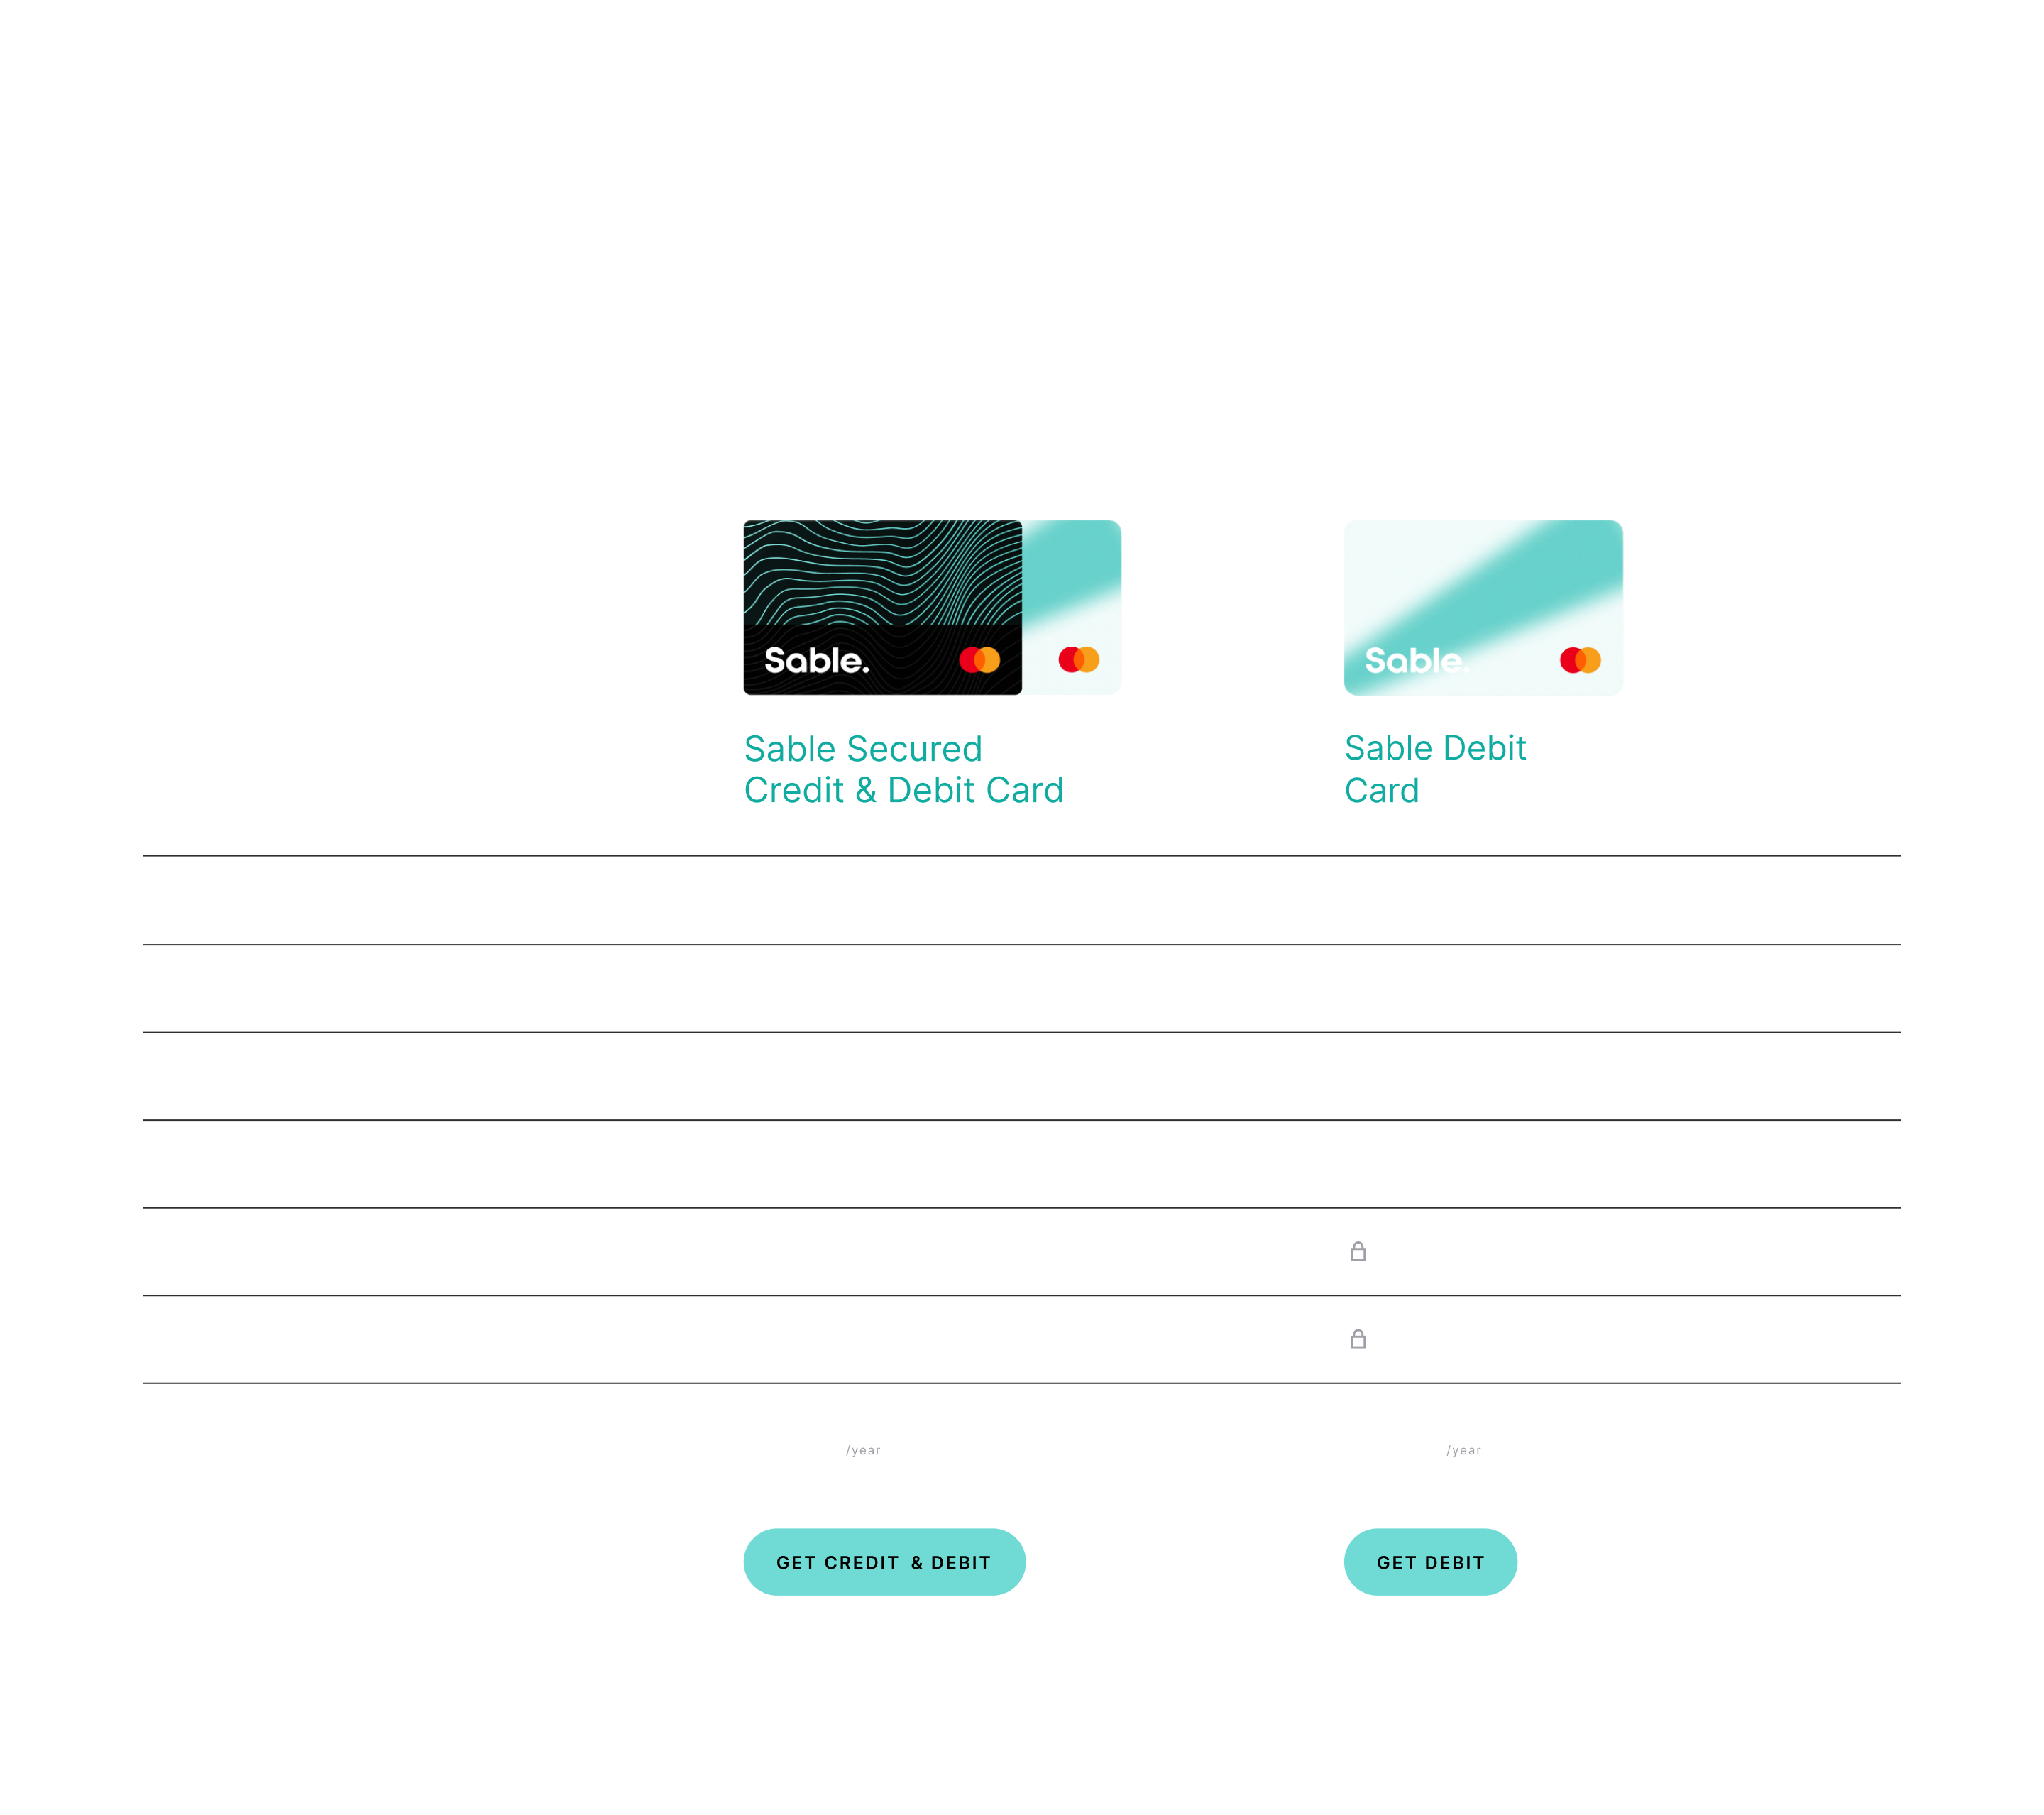 Sable.
Sable.
Sable Secured
Credit & Debit Card
Sable Debit
Card
/year
/year
GET CREDIT & DEBIT
GET DEBIT